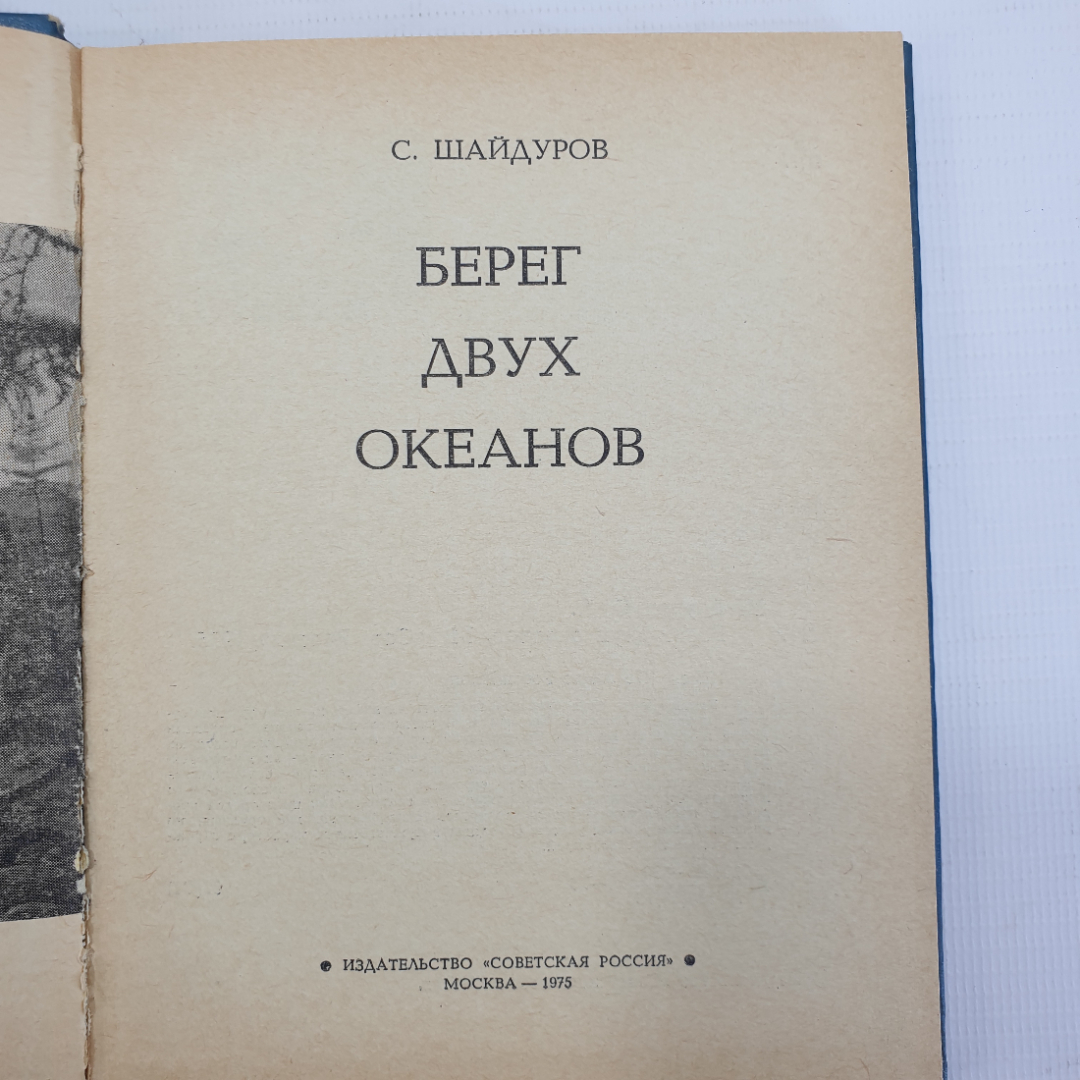 С. ШАЙДУРОВ
БЕРЕГ
ДВУХ
ОКЕАНОВ
ИЗДАТЕЛЬСТВО «СОВЕТСКАЯ РОССИЯ»
МОСКВА — 1975